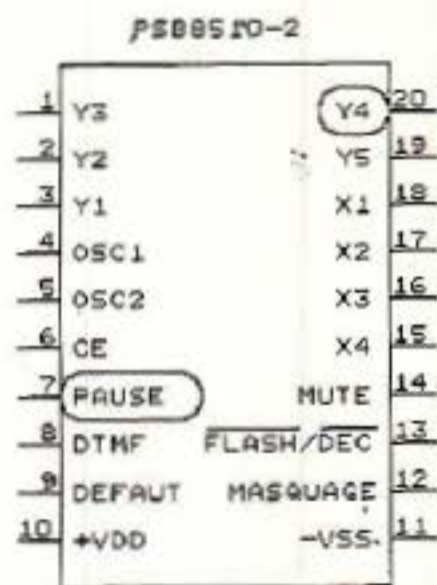 PSB8510-2
1 Y3 Y4 20
2 Y2 Y5 19
3 Y1 X1 18
4 OSC1 X2 17
5 OSC2 X3 16
6 CE X4 15
7 PAUSE MUTE 14
8 DTMF FLASH/DEC 13
9 DEFAUT MASQUAGE 12
10 +VDD -VSS 11